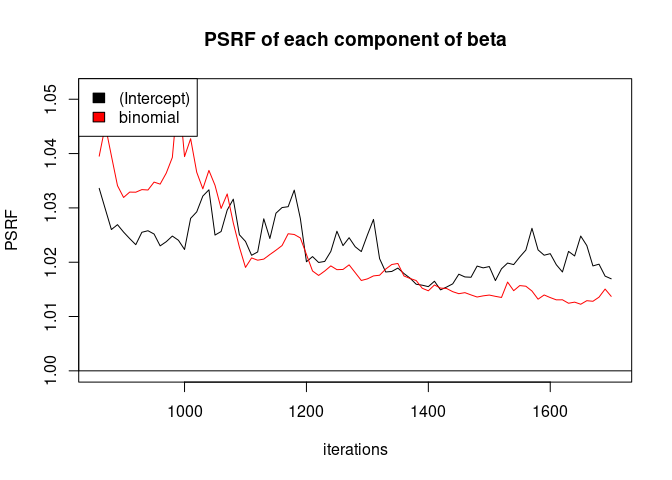 PSRF of each component of beta
(Intercept)
binomial
PSRF
1.05
1.04
1.03
1.02
1.01
1.00
1000 1200 1400 1600
iterations